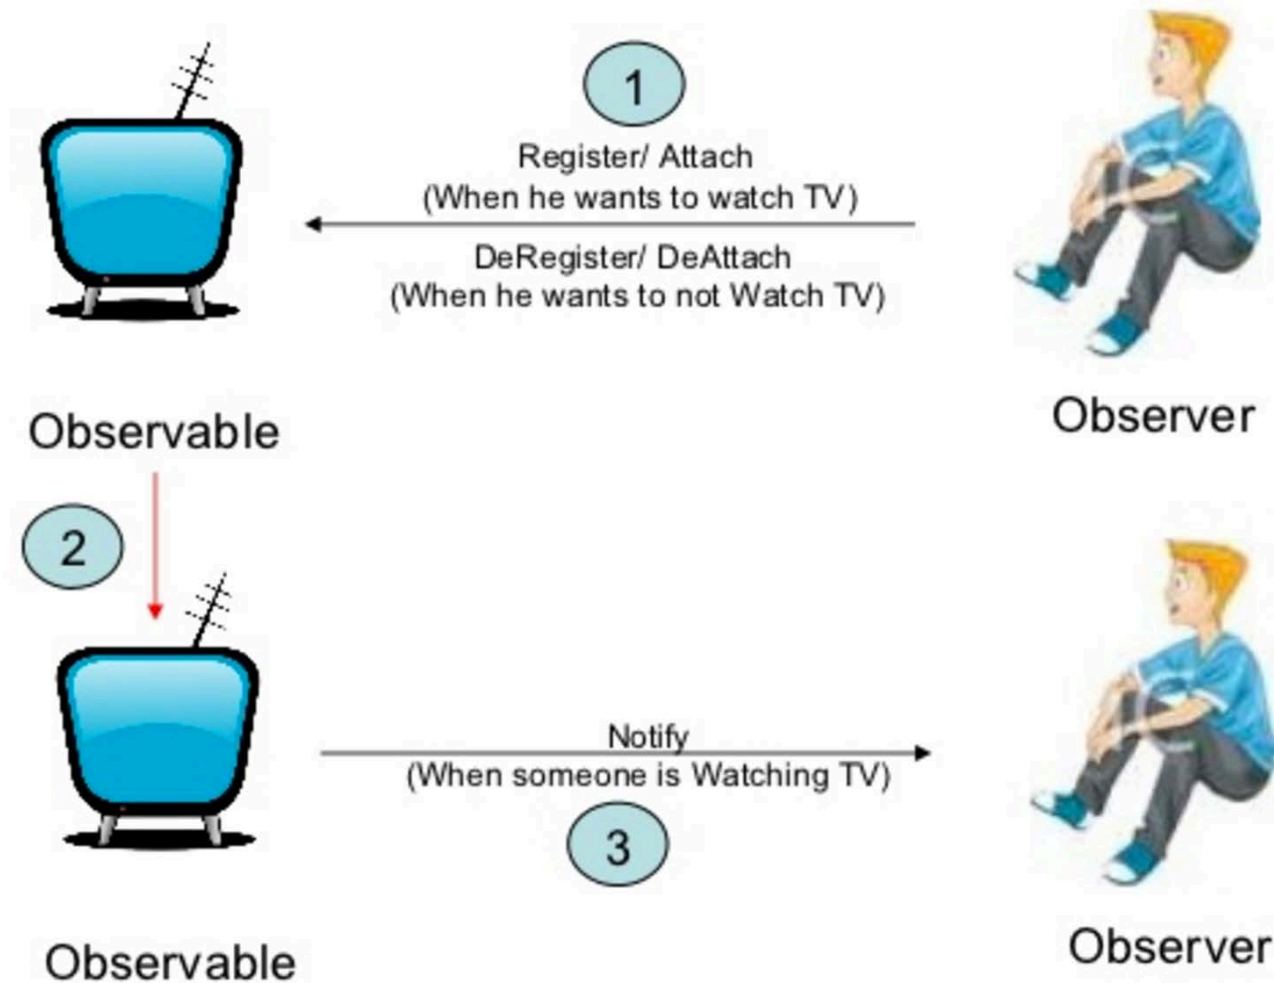 1
Register/ Attach
(When he wants to watch TV)
DeRegister/ DeAttach
(When he wants to not Watch TV)
Observable
Observer
2
Notify
(When someone is Watching TV)
3
Observable
Observer